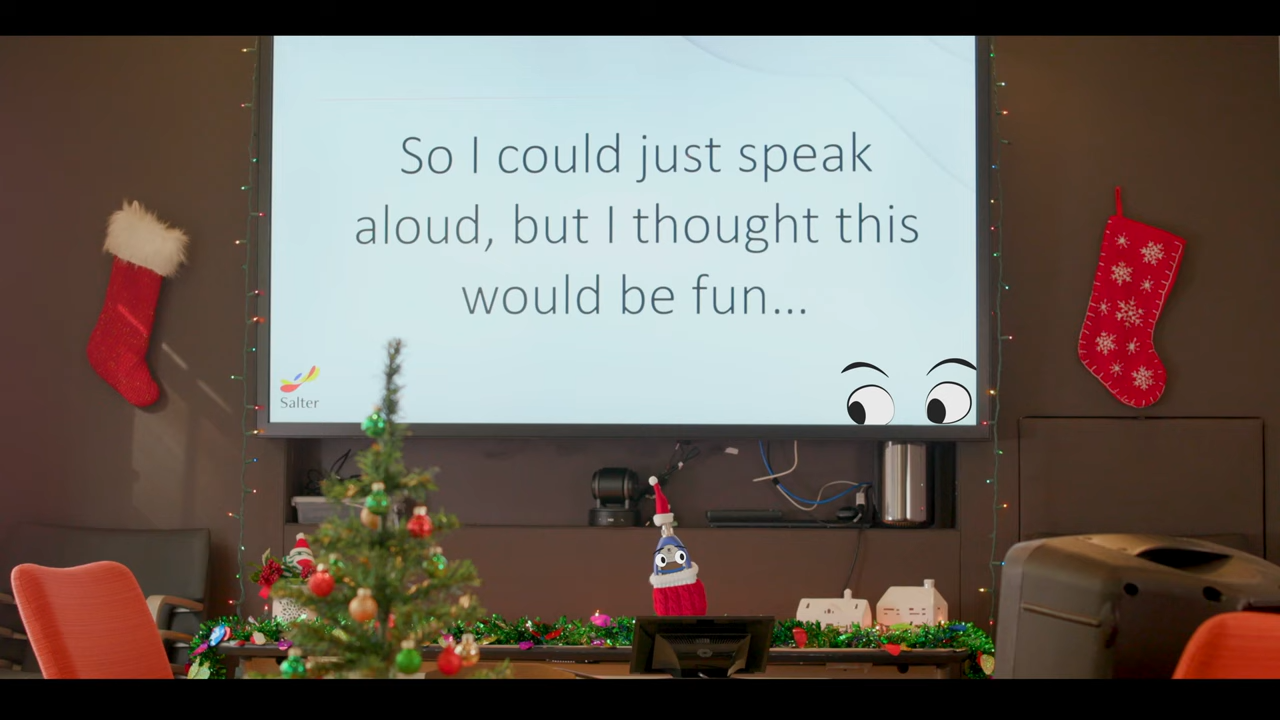 So I could just speak
aloud, but I thought this
would be fun...
Salter